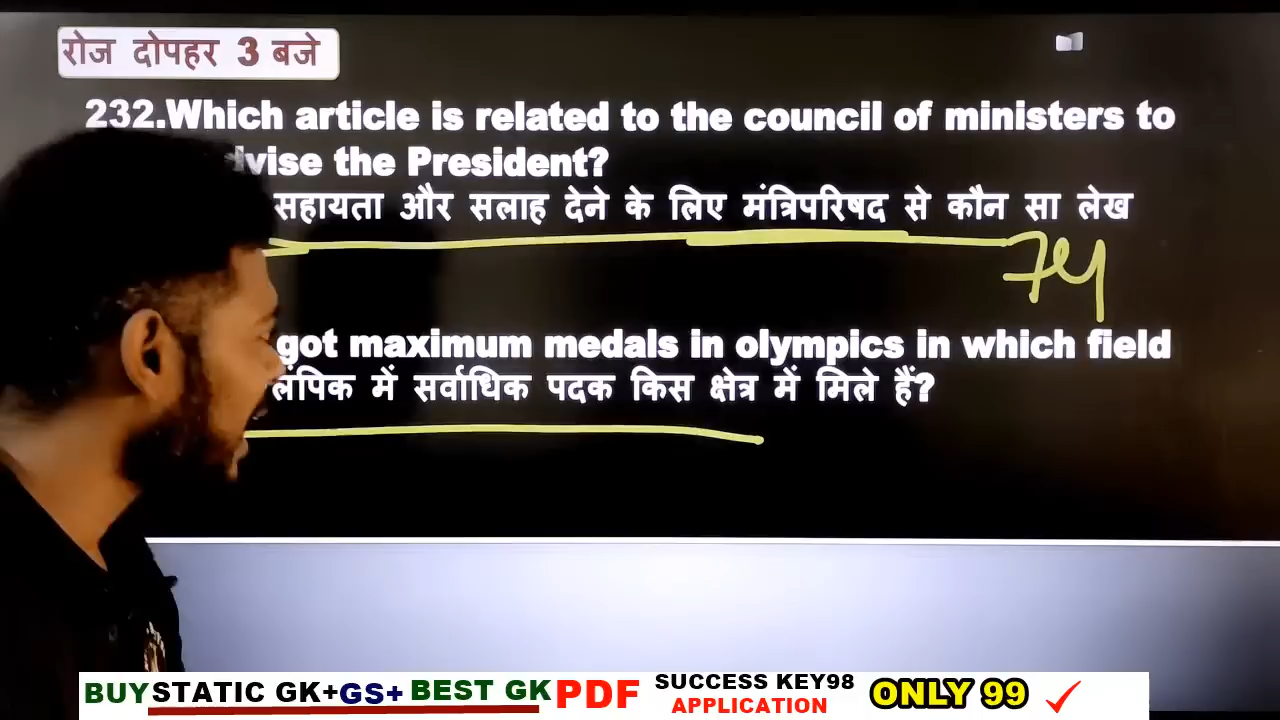 रोज दोपहर 3 बजे
232.Which article is related to the council of ministers to
dvise the President?
सहायता और सलाह देने के लिए मंत्रिपरिषद से कौन सा लेख
74
got maximum medals in olympics in which field
लंपिक में सर्वाधिक पदक किस क्षेत्र में मिले हैं?
BUY STATIC GK+GS+ BEST GK PDF SUCCESS KEY98 APPLICATION ONLY 99